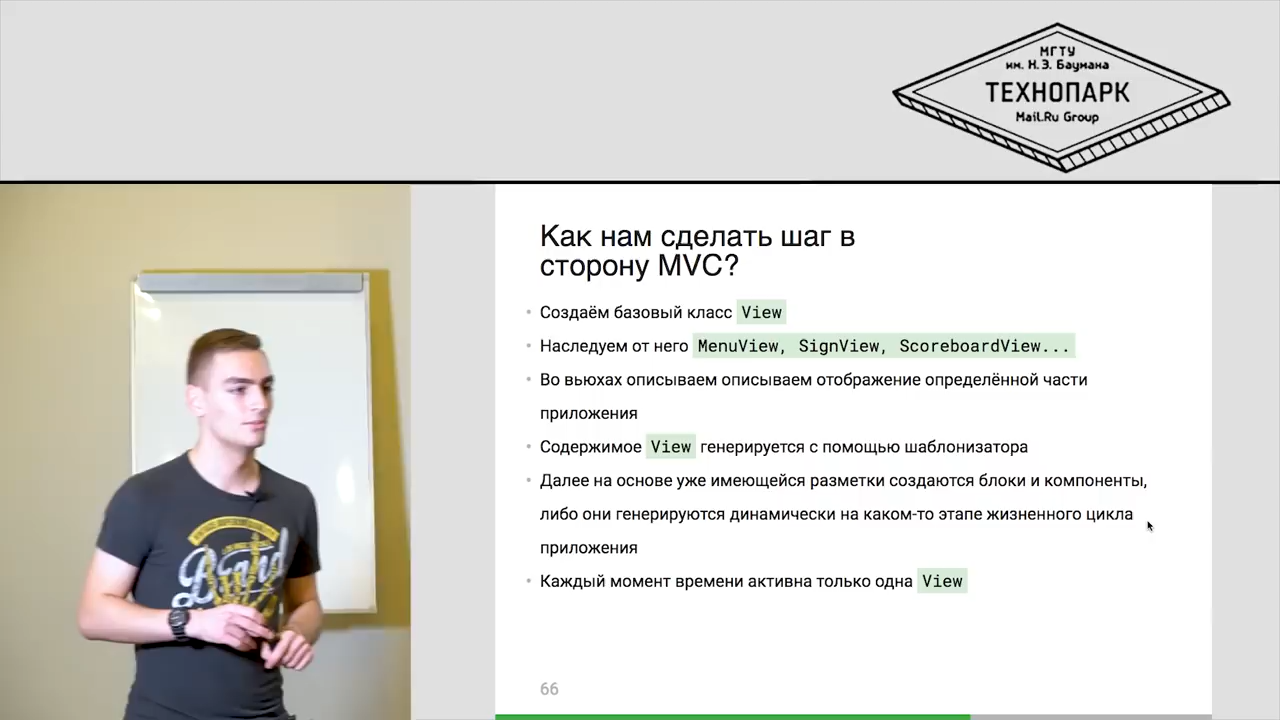 МГТУ
им. Н.Э. Баумана
ТЕХНОПАРК
Mail.Ru Group
Как нам сделать шаг в
сторону MVC?
Создаём базовый класс View
Наследуем от него MenuView, SignView, ScoreboardView...
Во вьюхах описываем описываем отображение определённой части
приложения
Содержимое View генерируется с помощью шаблонизатора
Далее на основе уже имеющейся разметки создаются блоки и компоненты,
либо они генерируются динамически на каком-то этапе жизненного цикла
приложения
Каждый момент времени активна только одна View
66
Brand